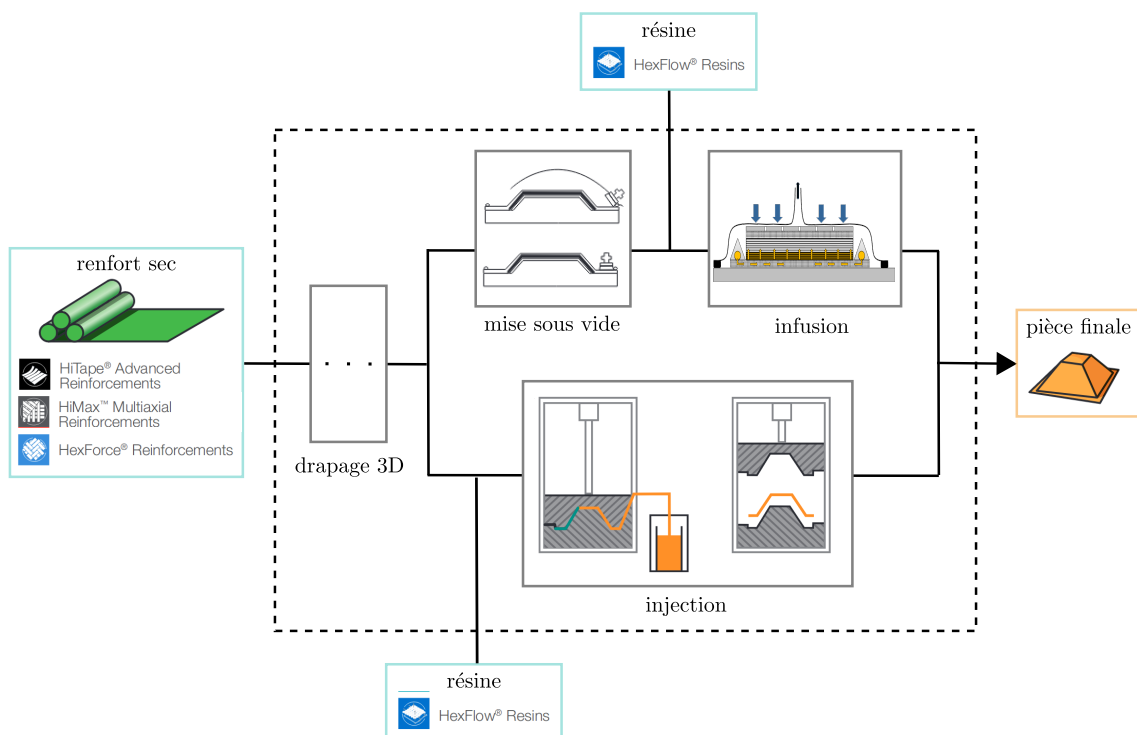 résine
HexFlow® Resins
renfort sec
HiTape® Advanced
Reinforcements
HiMax™ Multiaxial
Reinforcements
HexForce® Reinforcements
. . .
drapage 3D
mise sous vide
infusion
injection
pièce finale
résine
HexFlow® Resins